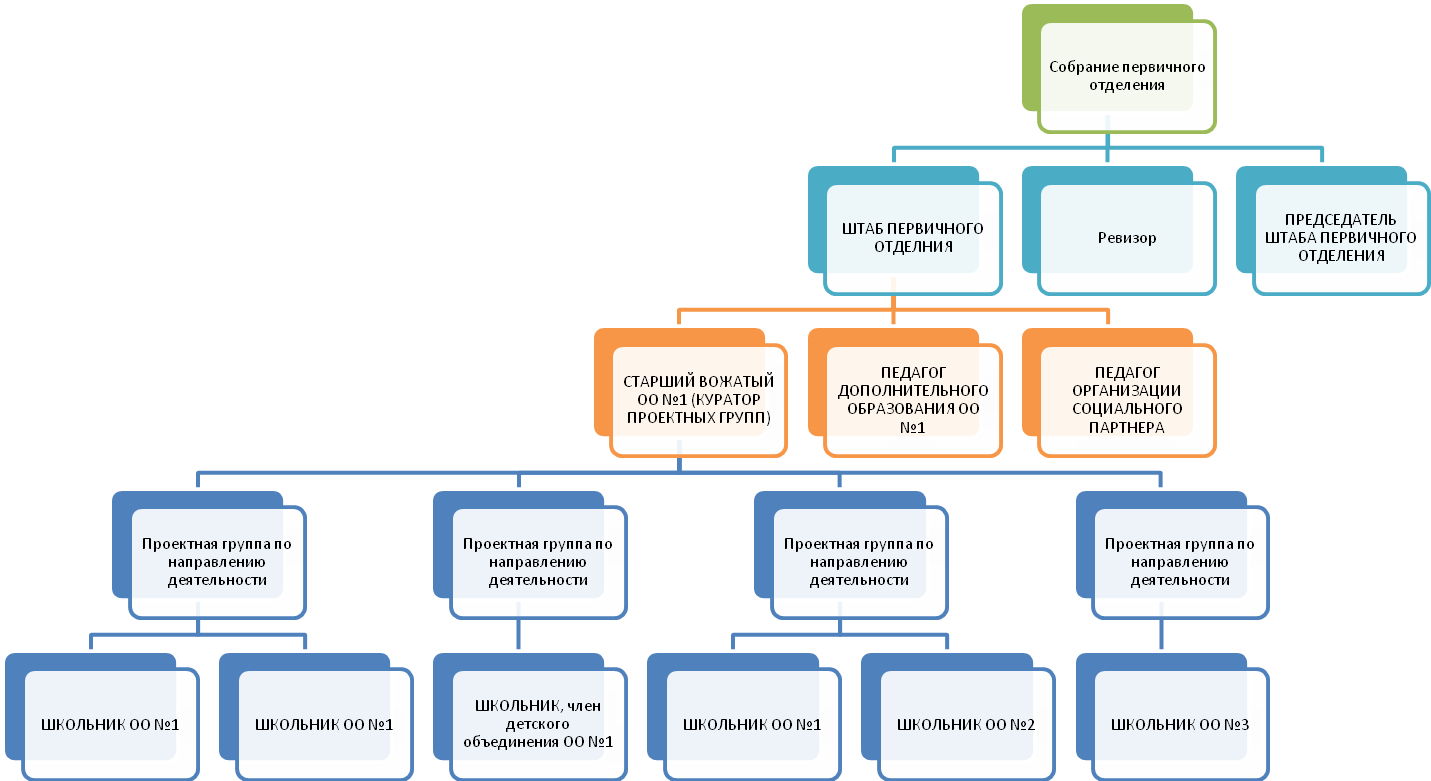 Собрание первичного
отделения
ШТАБ ПЕРВИЧНОГО
ОТДЕЛНИЯ
Ревизор
ПРЕДСЕДАТЕЛЬ
ШТАБА ПЕРВИЧНОГО
ОТДЕЛЕНИЯ
СТАРШИЙ ВОЖАТЫЙ
ОО №1 (КУРАТОР
ПРОЕКТНЫХ ГРУПП)
ПЕДАГОГ
ДОПОЛНИТЕЛЬНОГО
ОБРАЗОВАНИЯ ОО
№1
ПЕДАГОГ
ОРГАНИЗАЦИИ
СОЦИАЛЬНОГО
ПАРТНЕРА
Проектная группа по
направлению
деятельности
Проектная группа по
направлению
деятельности
Проектная группа по
направлению
деятельности
Проектная группа по
направлению
деятельности
ШКОЛЬНИК ОО №1
ШКОЛЬНИК ОО №1
ШКОЛЬНИК, член
детского
объединения ОО №1
ШКОЛЬНИК ОО №1
ШКОЛЬНИК ОО №2
ШКОЛЬНИК ОО №3